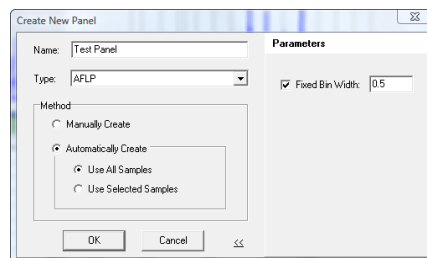 Create New Panel
Name: Test Panel
Type: AFLP
Method
Manually Create
Automatically Create
Use All Samples
Use Selected Samples
OK Cancel <<
Parameters
Fixed Bin Width: 0.5